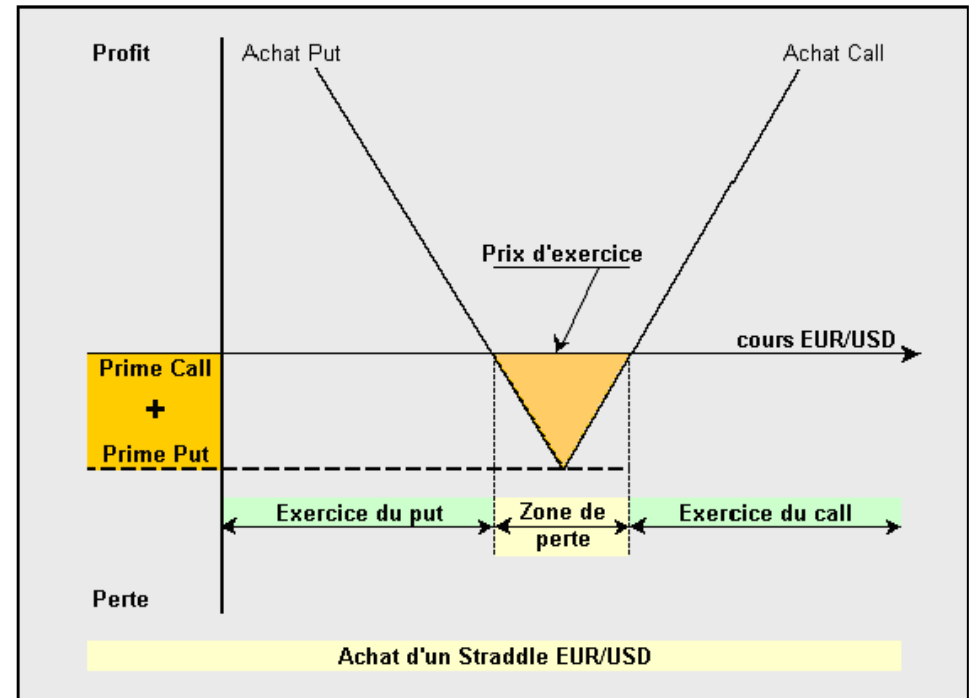 Profit
Achat Put
Achat Call
Prix d'exercice
cours EUR/USD
Prime Call
+
Prime Put
Exercice du put
Zone de
perte
Exercice du call
Perte
Achat d'un Straddle EUR/USD